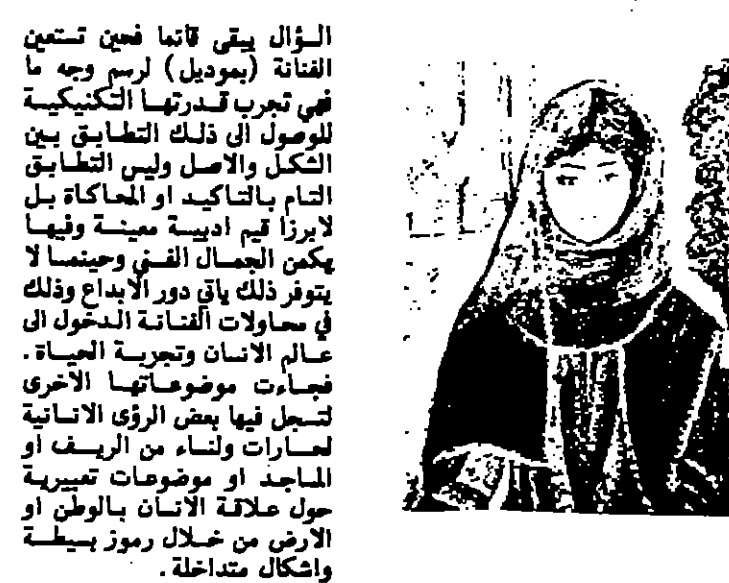 السؤال يبقى قائما فحين تستعين
الفنانة (بموديل) لرسم وجه ما
فهي تجرب قدرتها التكنيكية
للوصول الى ذلك التطابق بين
الشكل والاصل وليس التطابق
التام بالتاكيد او المحاكاة بل
لابرزا قيم ادبية معينة وفيها
يكمن الجمال الفني وحينما لا
يتوفر ذلك ياتي دور الابداع وذلك
في محاولات الفنانة الدخول الى
عالم الانسان وتجربة الحياة .
فجاءت موضوعاتها الاخرى
لتسجل فيها بعض الرؤى الانسانية
لحارات ولنساء من الريف او
المساجد او موضوعات تعبيرية
حول علاقة الانسان بالوطن او
الارض من خلال رموز بسيطة
واشكال متداخلة .